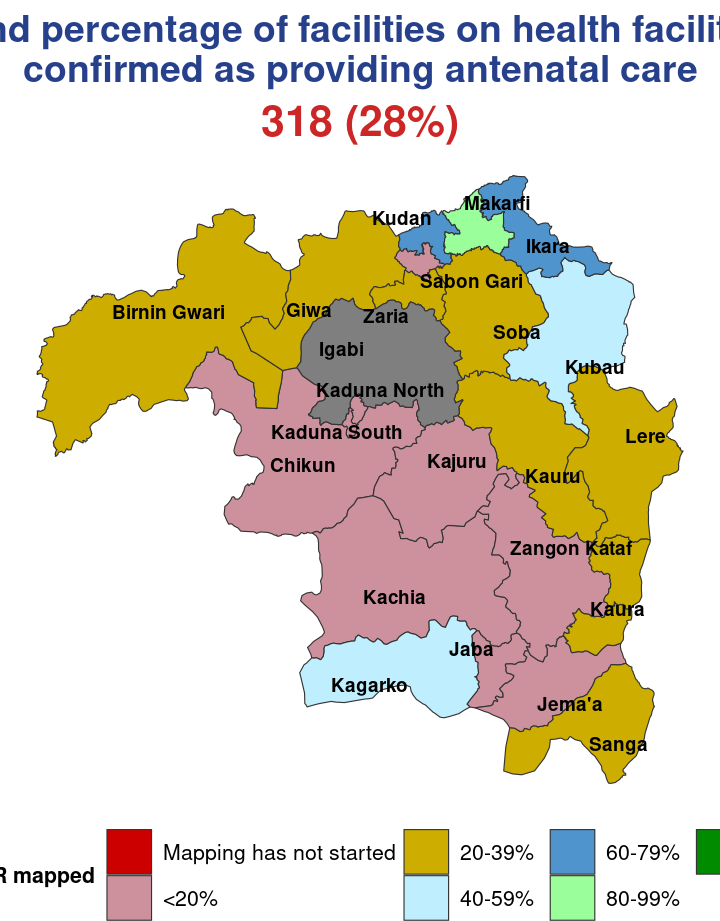 percentage of facilities on health
confirmed as providing antenatal care
318 (28%)
Makarfi
Kudan
Ikara
Sabon Gari
Birnin Gwari
Giwa
Zaria
Soba
Igabi
Kubau
Kaduna North
Kaduna South
Lere
Chikun
Kajuru
Kauru
Zangon Kataf
Kachia
Kaura
Jaba
Kagarko
Jema'a
Sanga
Mapping has not started
20-39%
60-79%
mapped
<20%
40-59%
80-99%